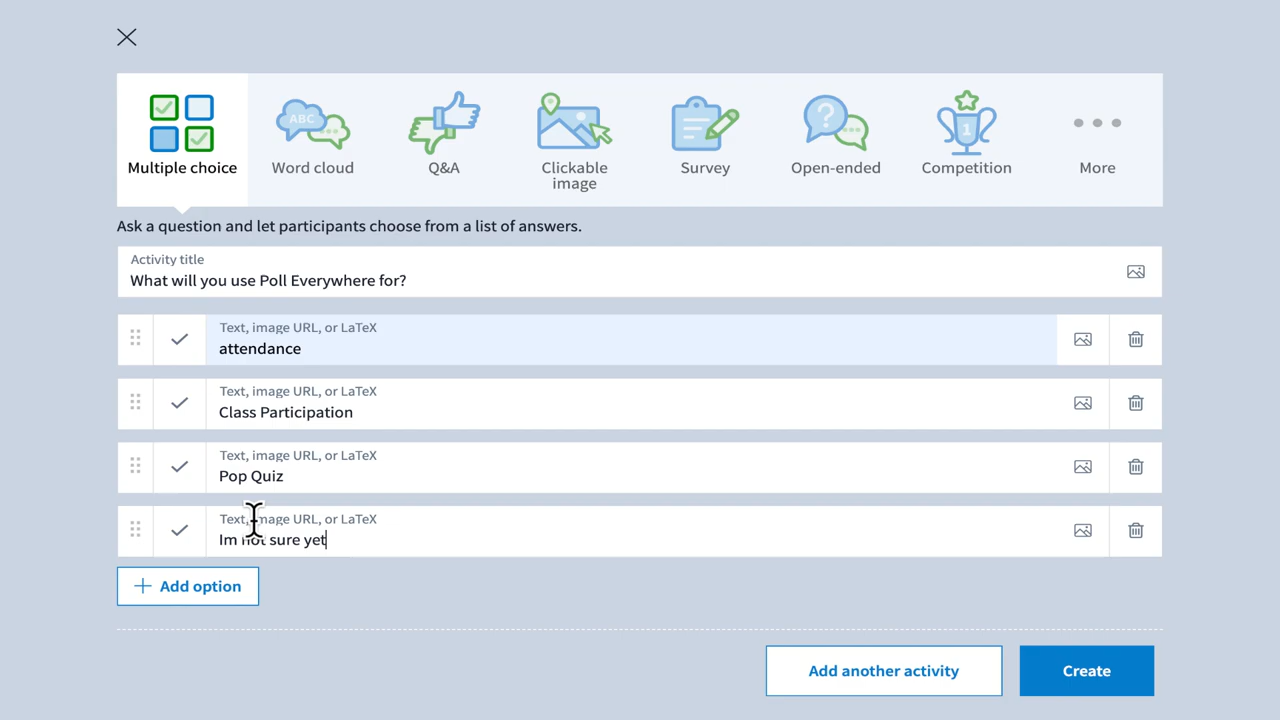 ABC
1
?
Multiple choice
Word cloud
Q&A
Clickable
image
Survey
Open-ended
Competition
More
Ask a question and let participants choose from a list of answers.
Activity title
What will you use Poll Everywhere for?
Text, image URL, or LaTeX
attendance
Text, image URL, or LaTeX
Class Participation
Text, image URL, or LaTeX
Pop Quiz
Text, image URL, or LaTeX
Im not sure yet
Add option
Add another activity
Create